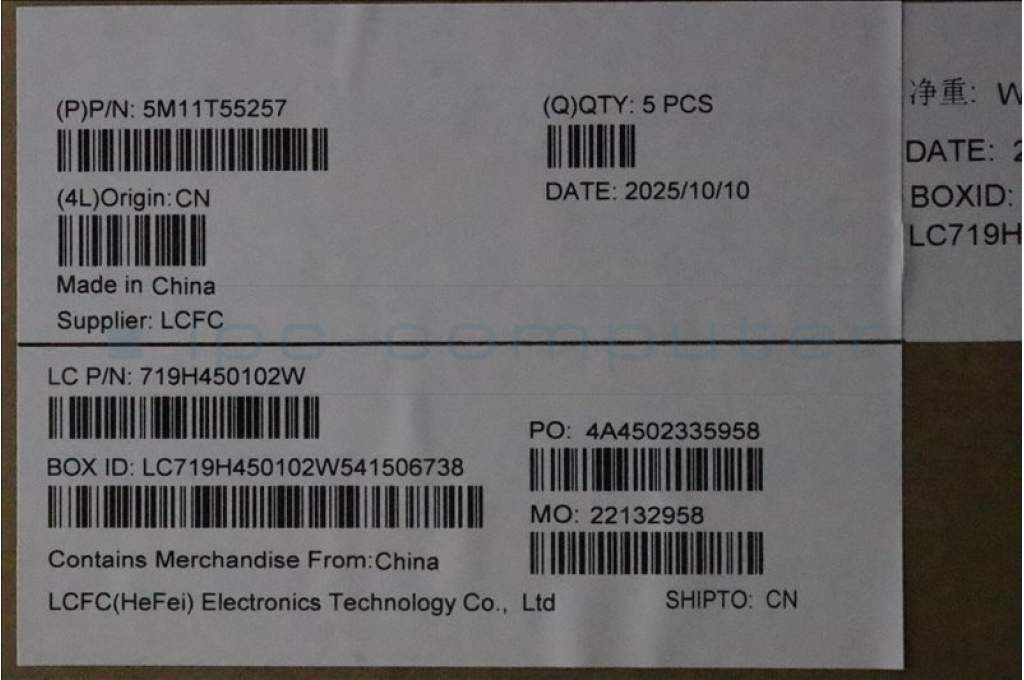 (P)P/N: 5M11T55257
(Q)QTY: 5 PCS
DATE: 2025/10/10
(4L)Origin:CN
Made in China
Supplier: LCFC
ipc-computer
LC P/N: 719H450102W
BOX ID: LC719H450102W541506738
PO: 4A4502335958
MO: 22132958
Contains Merchandise From:China
LCFC(HeFei) Electronics Technology Co., Ltd
SHIPTO: CN
净重: W
DATE: 2
BOXID:
LC719H